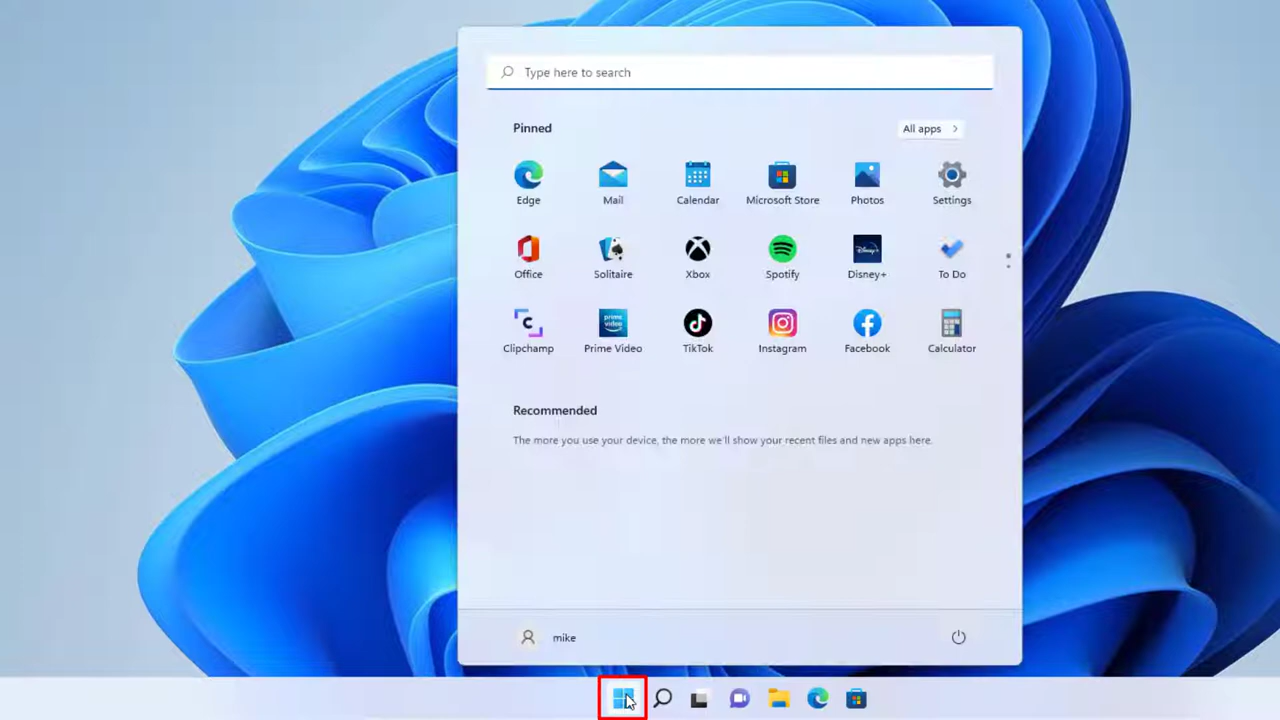 Type here to search
Pinned
All apps
Edge
Mail
Calendar
Microsoft Store
Photos
Settings
Office
Solitaire
Xbox
Spotify
Disney+
To Do
Clipchamp
Prime Video
TikTok
Instagram
Facebook
Calculator
Recommended
The more you use your device, the more we'll show your recent files and new apps here.
mike